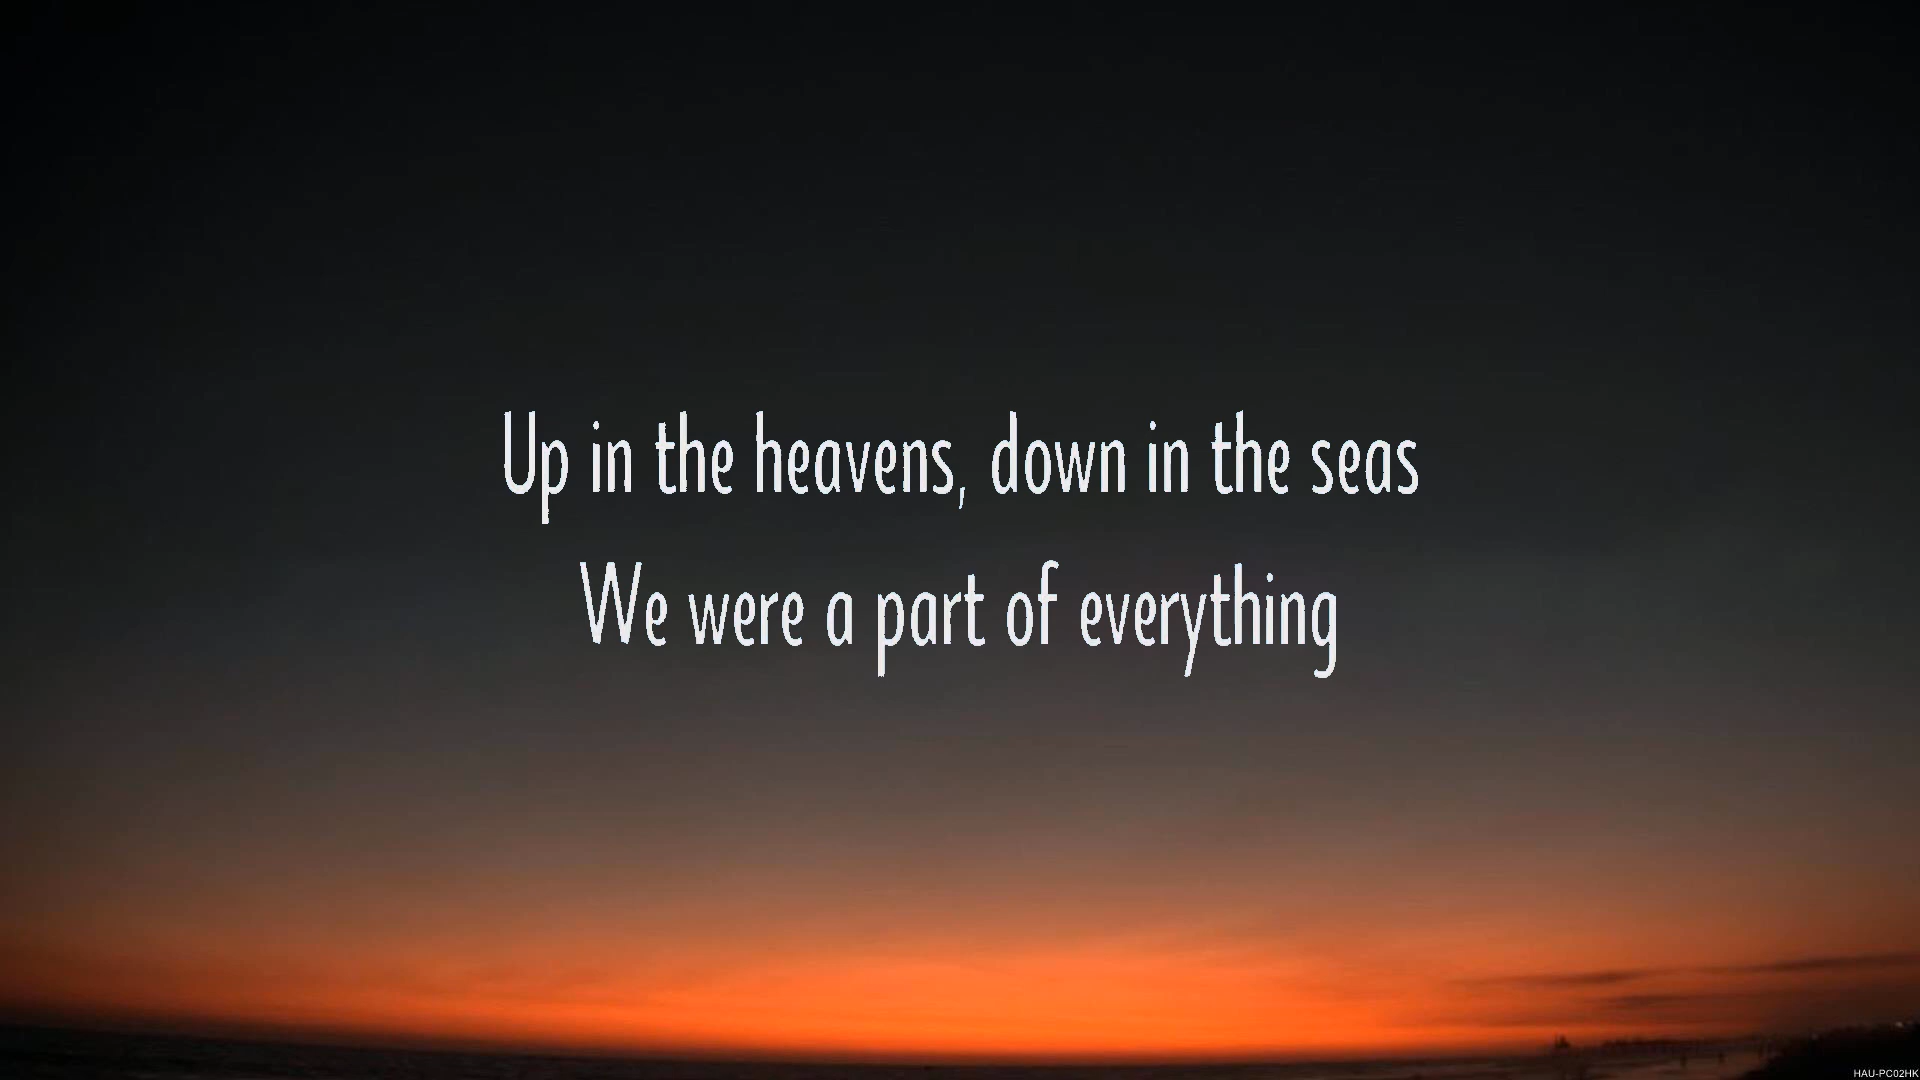 Up in the heavens, down in the seas
We were a part of everything
HAU-PC02HK